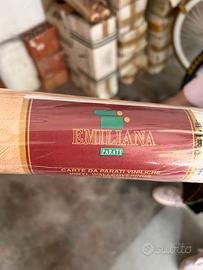 EMILIANA
PARATI
CARTE DA PARATI VINILICHE
VINYL WALLCOVERINGS
subito